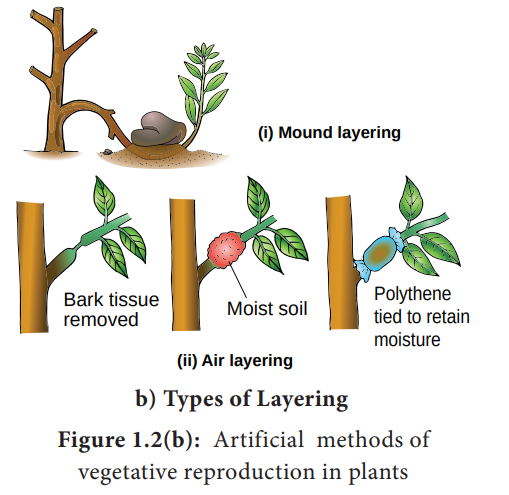 (i) Mound layering
Bark tissue
removed
Moist soil
Polythene
tied to retain
moisture
(ii) Air layering
b) Types of Layering
Figure 1.2(b): Artificial methods of
vegetative reproduction in plants